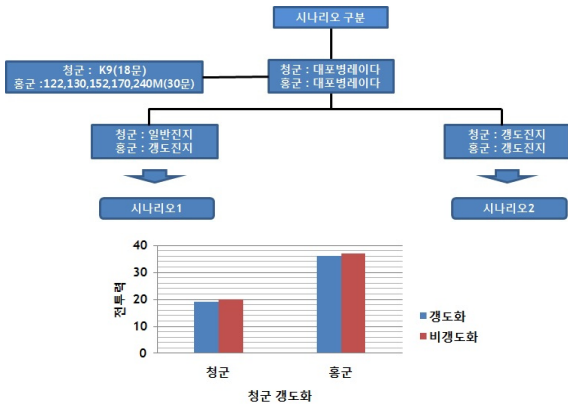 시나리오 구분
청군 : K9(18문)
홍군 :122,130,152,170,240M(30문)
청군 : 대포병레이다
홍군 : 대포병레이다
청군 : 일반진지
홍군 : 갱도진지
청군 : 갱도진지
홍군 : 갱도진지
시나리오1
시나리오2
40
30
20
10
0
전투력
청군
홍군
갱도화
비갱도화
청군 갱도화